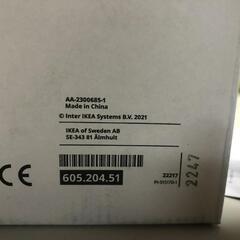 AA-2300685-1
Made in China
© Inter IKEA Systems B.V. 2021
IKEA of Sweden AB
SE-343 81 Älmhult
CE
605.204.51
22217
2247